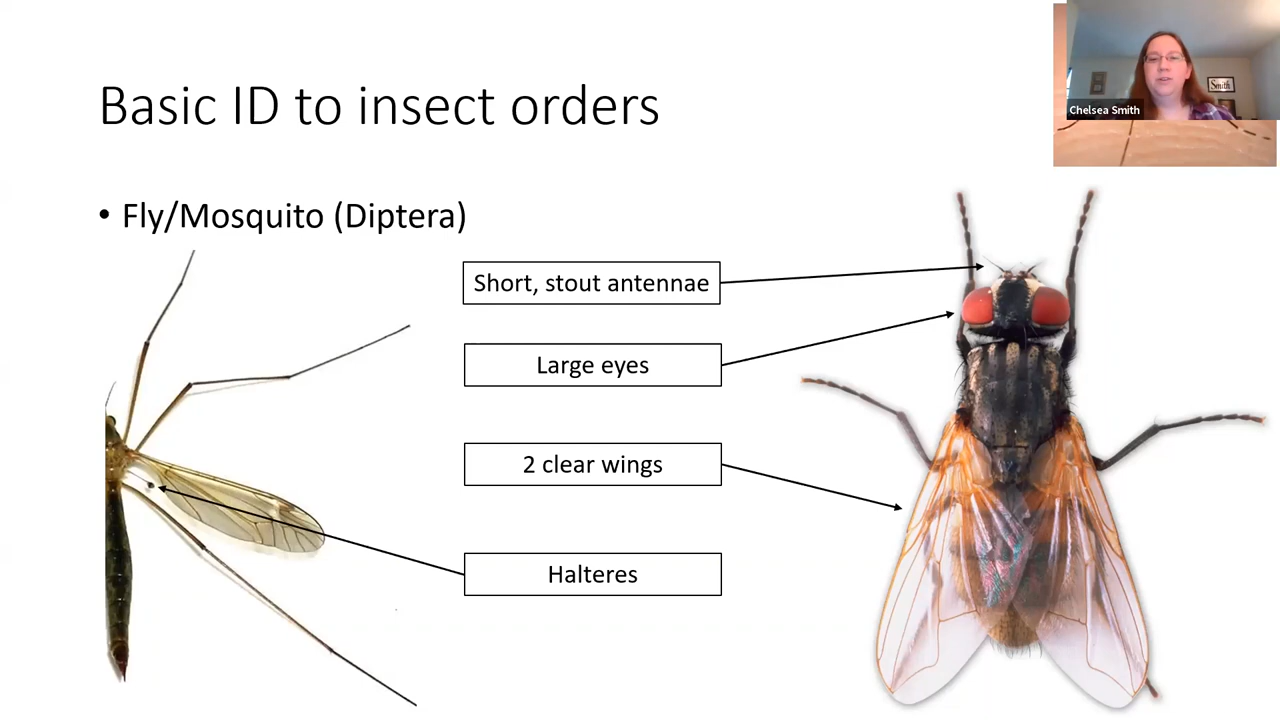 Basic ID to insect orders
Smith
Chelsea Smith
• Fly/Mosquito (Diptera)
Short, stout antennae
Large eyes
2 clear wings
Halteres